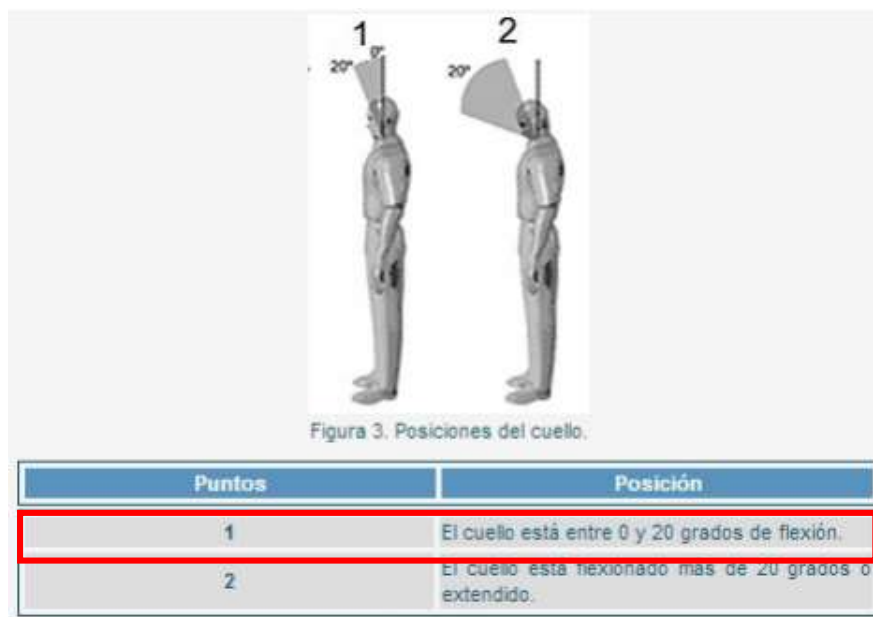 1 2
20° 0° 20°
Figura 3. Posiciones del cuello.
Puntos Posición
1 El cuello está entre 0 y 20 grados de flexión.
2 El cuello está flexionado más de 20 grados o
extendido.